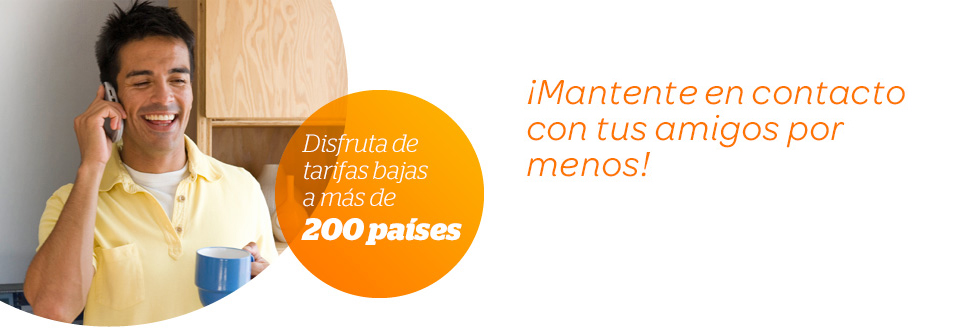 Disfruta de
tarifas bajas
a más de
200 países
¡Mantente en contacto
con tus amigos por
menos!